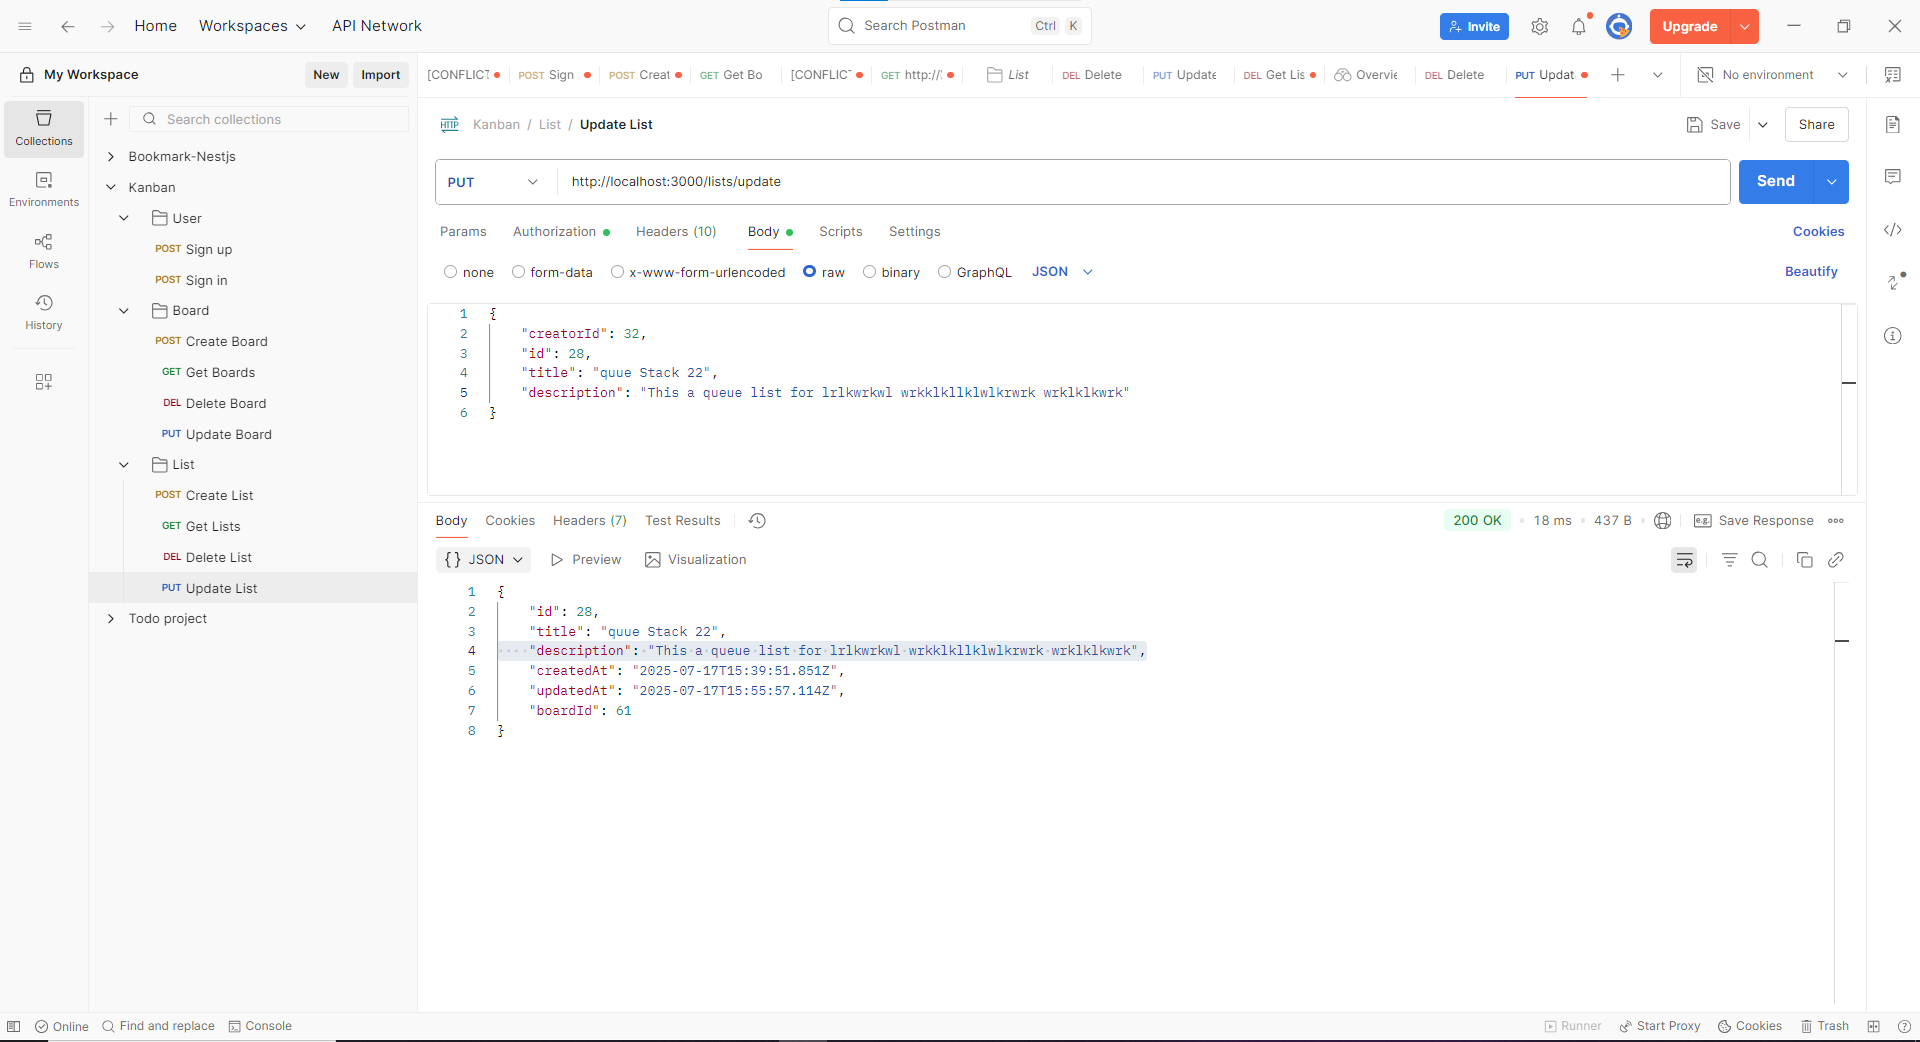 Home Workspaces API Network Search Postman Ctrl K Invite Upgrade
My Workspace New Import [CONFLICT POST Sign POST Creat GET Get Bo [CONFLIC GET http:// List DEL Delete PUT Update DEL Get Lis Overvie DEL Delete PUT Updat No environment
Collections
Environments
Flows
History
Search collections
Bookmark-Nestjs
Kanban
User
POST Sign up
POST Sign in
Board
POST Create Board
GET Get Boards
DEL Delete Board
PUT Update Board
List
POST Create List
GET Get Lists
DEL Delete List
PUT Update List
Todo project
HTTP Kanban / List / Update List Save Share
PUT http://localhost:3000/lists/update Send
Params Authorization Headers (10) Body Scripts Settings Cookies
none form-data x-www-form-urlencoded raw binary GraphQL JSON Beautify
1 {
2 "creatorId": 32,
3 "id": 28,
4 "title": "quue Stack 22",
5 "description": "This a queue list for lrlkwrkwl wrkklkllklwlkrwrk wrklklkwrk"
6 }
Body Cookies Headers (7) Test Results 200 OK 18 ms 437 B e.g. Save Response
{} JSON Preview Visualization
1 {
2 "id": 28,
3 "title": "quue Stack 22",
4 "description": "This a queue list for lrlkwrkwl wrkklkllklwlkrwrk wrklklkwrk",
5 "createdAt": "2025-07-17T15:39:51.851Z",
6 "updatedAt": "2025-07-17T15:55:57.114Z",
7 "boardId": 61
8 }
Online Find and replace Console Runner Start Proxy Cookies Trash